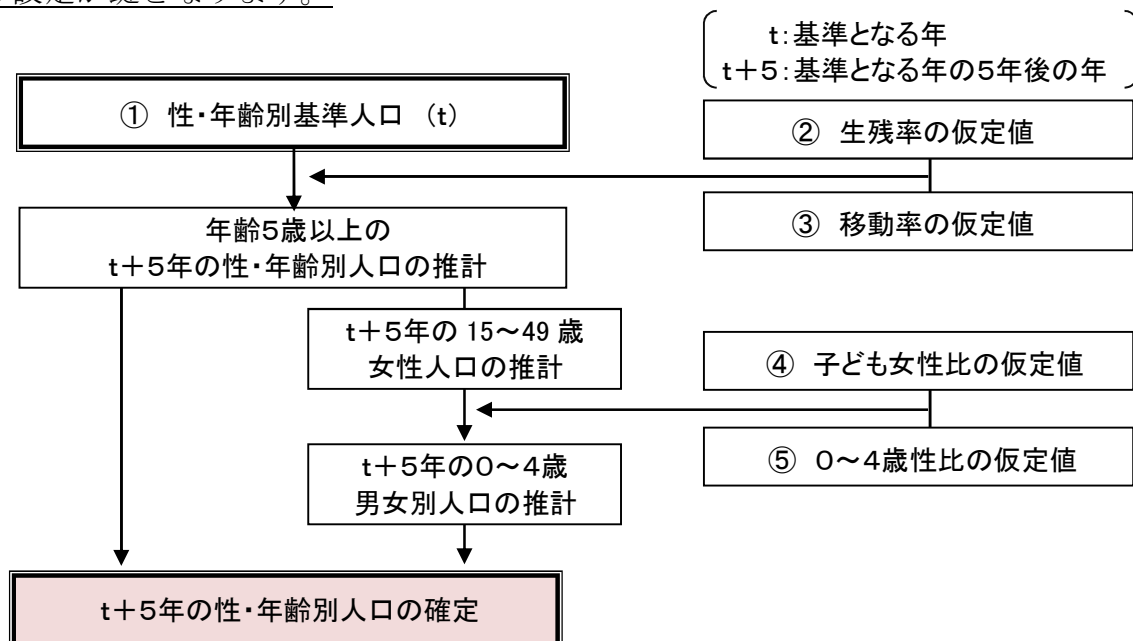 設定が鍵となります。
t：基準となる年
t＋5：基準となる年の5年後の年
① 性・年齢別基準人口 （t）
② 生残率の仮定値
③ 移動率の仮定値
年齢5歳以上の
t＋5年の性・年齢別人口の推計
t＋5年の 15～49 歳
女性人口の推計
④ 子ども女性比の仮定値
⑤ 0～4歳性比の仮定値
t＋5年の0～4歳
男女別人口の推計
t＋5年の性・年齢別人口の確定